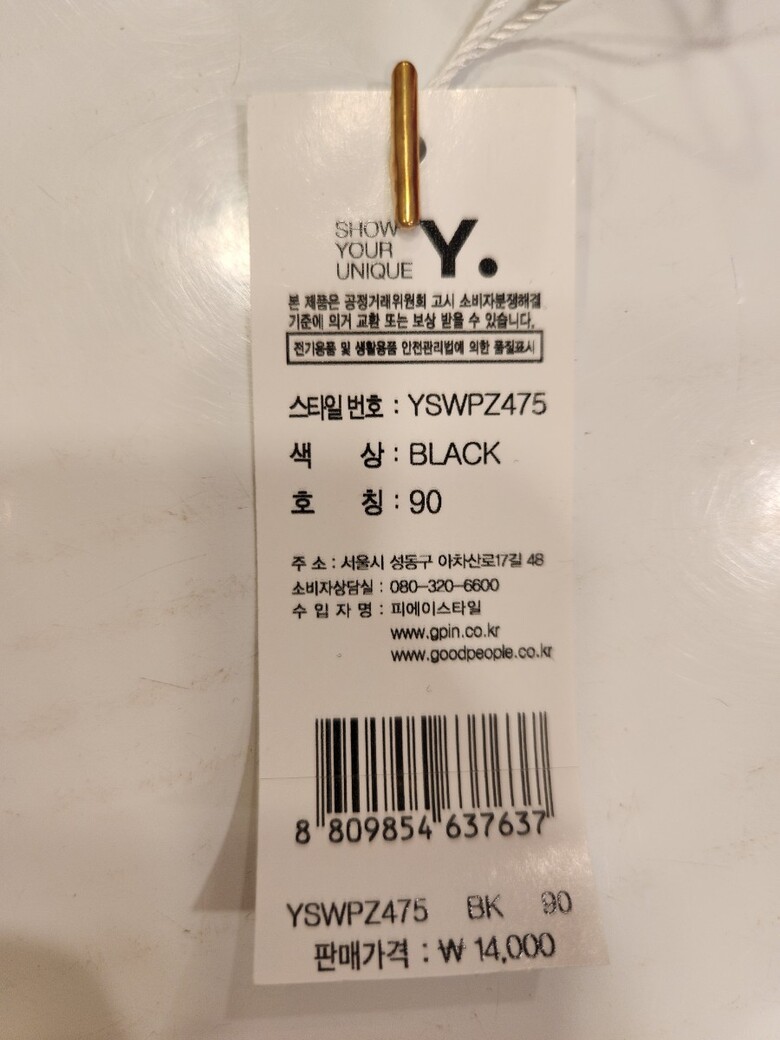 SHOW
YOUR
UNIQUE
Y.
본 제품은 공정거래위원회 고시 소비자분쟁해결
기준에 의거 교환 또는 보상 받을 수 있습니다.
전기용품 및 생활용품 안전관리법에 의한 품질표시
스타일번호 : YSWPZ475
색 상 : BLACK
호 칭 : 90
주 소 : 서울시 성동구 아차산로17길 48
소비자상담실 : 080-320-6600
수 입 자 명 : 피에이스타일
www.gpin.co.kr
www.goodpeople.co.kr
8 809854 637637
YSWPZ475 BK 90
판매가격 : ₩ 14,000